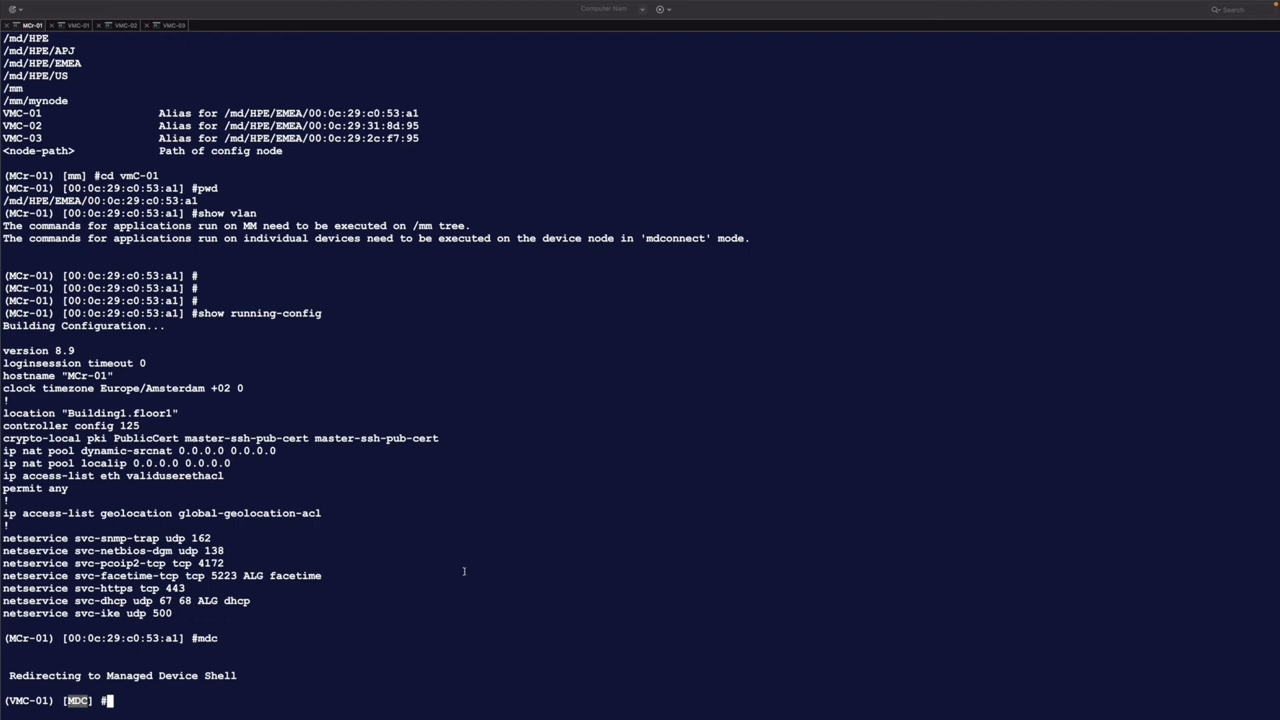 Computer Nam
Search
MCr-01 VMC-01 VMC-02 VMC-03
/md/HPE
/md/HPE/APJ
/md/HPE/EMEA
/md/HPE/US
/mm
/mm/mynode
VMC-01 Alias for /md/HPE/EMEA/00:0c:29:c0:53:a1
VMC-02 Alias for /md/HPE/EMEA/00:0c:29:31:8d:95
VMC-03 Alias for /md/HPE/EMEA/00:0c:29:2c:f7:95
<node-path> Path of config node
(MCr-01) [mm] #cd vmC-01
(MCr-01) [00:0c:29:c0:53:a1] #pwd
/md/HPE/EMEA/00:0c:29:c0:53:a1
(MCr-01) [00:0c:29:c0:53:a1] #show vlan
The commands for applications run on MM need to be executed on /mm tree.
The commands for applications run on individual devices need to be executed on the device node in 'mdconnect' mode.
(MCr-01) [00:0c:29:c0:53:a1] #
(MCr-01) [00:0c:29:c0:53:a1] #
(MCr-01) [00:0c:29:c0:53:a1] #
(MCr-01) [00:0c:29:c0:53:a1] #show running-config
Building Configuration...
version 8.9
loginsession timeout 0
hostname "MCr-01"
clock timezone Europe/Amsterdam +02 0
!
location "Building1.floor1"
controller config 125
crypto-local pki PublicCert master-ssh-pub-cert master-ssh-pub-cert
ip nat pool dynamic-srcnat 0.0.0.0 0.0.0.0
ip nat pool localip 0.0.0.0 0.0.0.0
ip access-list eth validuserethacl
permit any
!
ip access-list geolocation global-geolocation-acl
!
netservice svc-snmp-trap udp 162
netservice svc-netbios-dgm udp 138
netservice svc-pcoip2-tcp tcp 4172
netservice svc-facetime-tcp tcp 5223 ALG facetime
netservice svc-https tcp 443
netservice svc-dhcp udp 67 68 ALG dhcp
netservice svc-ike udp 500
(MCr-01) [00:0c:29:c0:53:a1] #mdc
Redirecting to Managed Device Shell
(VMC-01) [MDC] #